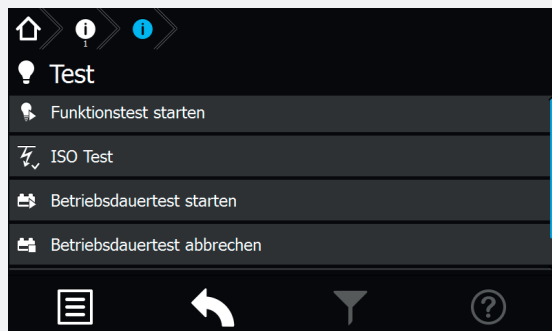 i
i
1
Test
Funktionstest starten
ISO Test
Betriebsdauertest starten
Betriebsdauertest abbrechen
?